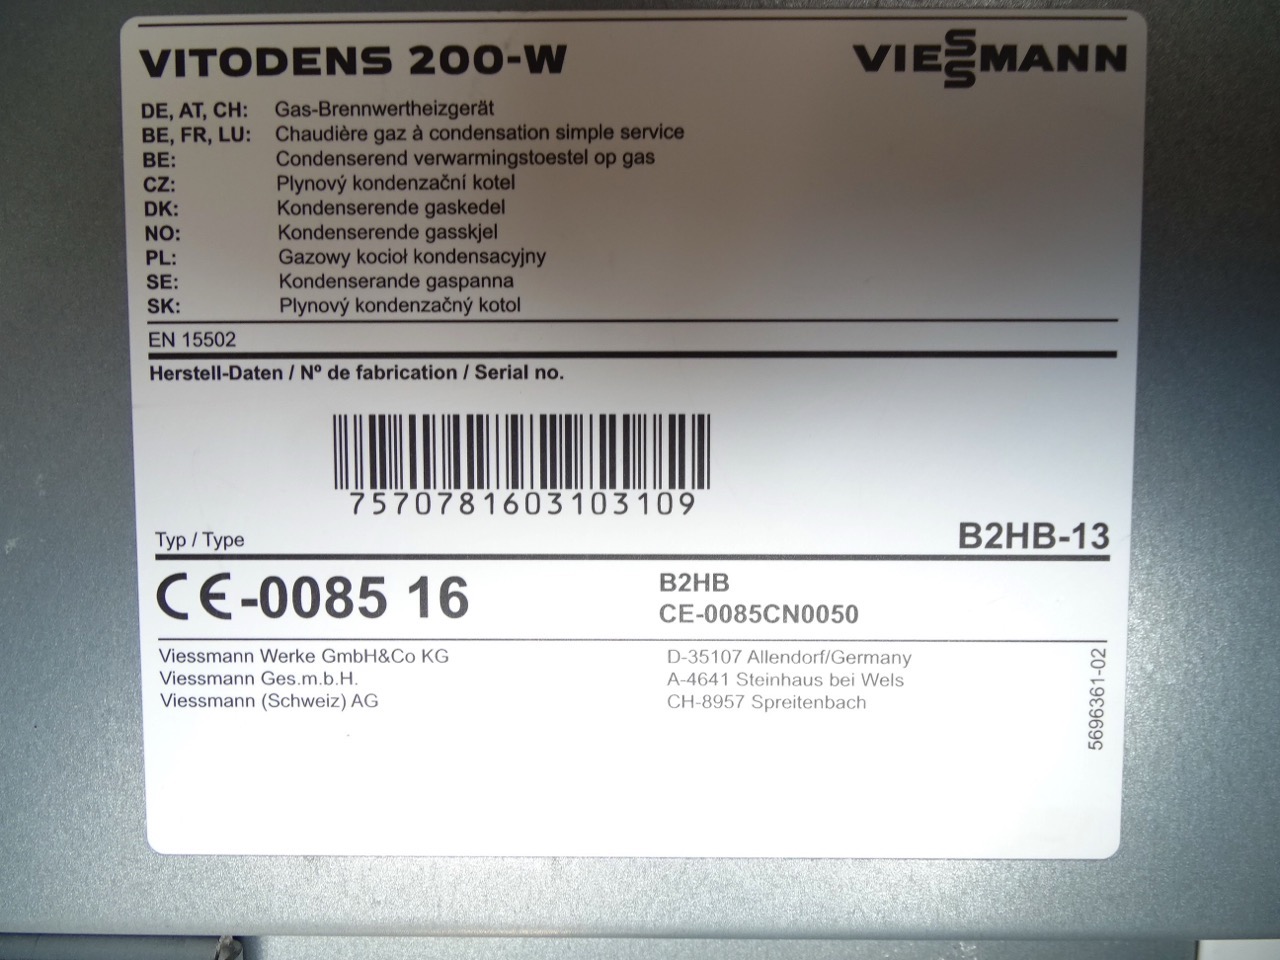 VITODENS 200-W
VIESSMANN
DE, AT, CH: Gas-Brennwertheizgerät
BE, FR, LU: Chaudière gaz à condensation simple service
BE: Condenserend verwarmingstoestel op gas
CZ: Plynový kondenzační kotel
DK: Kondenserende gaskedel
NO: Kondenserende gasskjel
PL: Gazowy kocioł kondensacyjny
SE: Kondenserande gaspanna
SK: Plynový kondenzačný kotol
EN 15502
Herstell-Daten / Nº de fabrication / Serial no.
7570781603103109
Typ / Type B2HB-13
CE-0085 16
B2HB
CE-0085CN0050
Viessmann Werke GmbH&Co KG D-35107 Allendorf/Germany
Viessmann Ges.m.b.H. A-4641 Steinhaus bei Wels
Viessmann (Schweiz) AG CH-8957 Spreitenbach
5696361-02